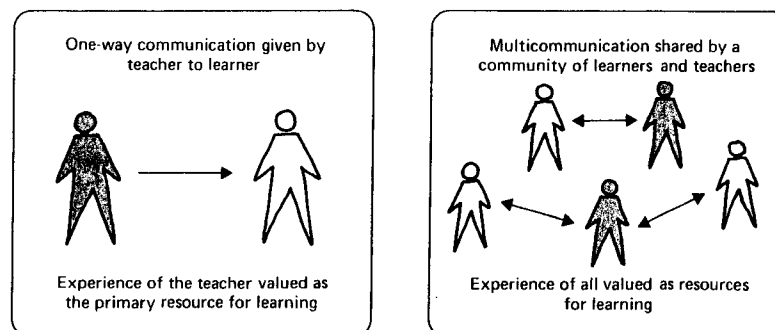 One-way communication given by
teacher to learner
Experience of the teacher valued as
the primary resource for learning
Multicommunication shared by a
community of learners and teachers
Experience of all valued as resources
for learning